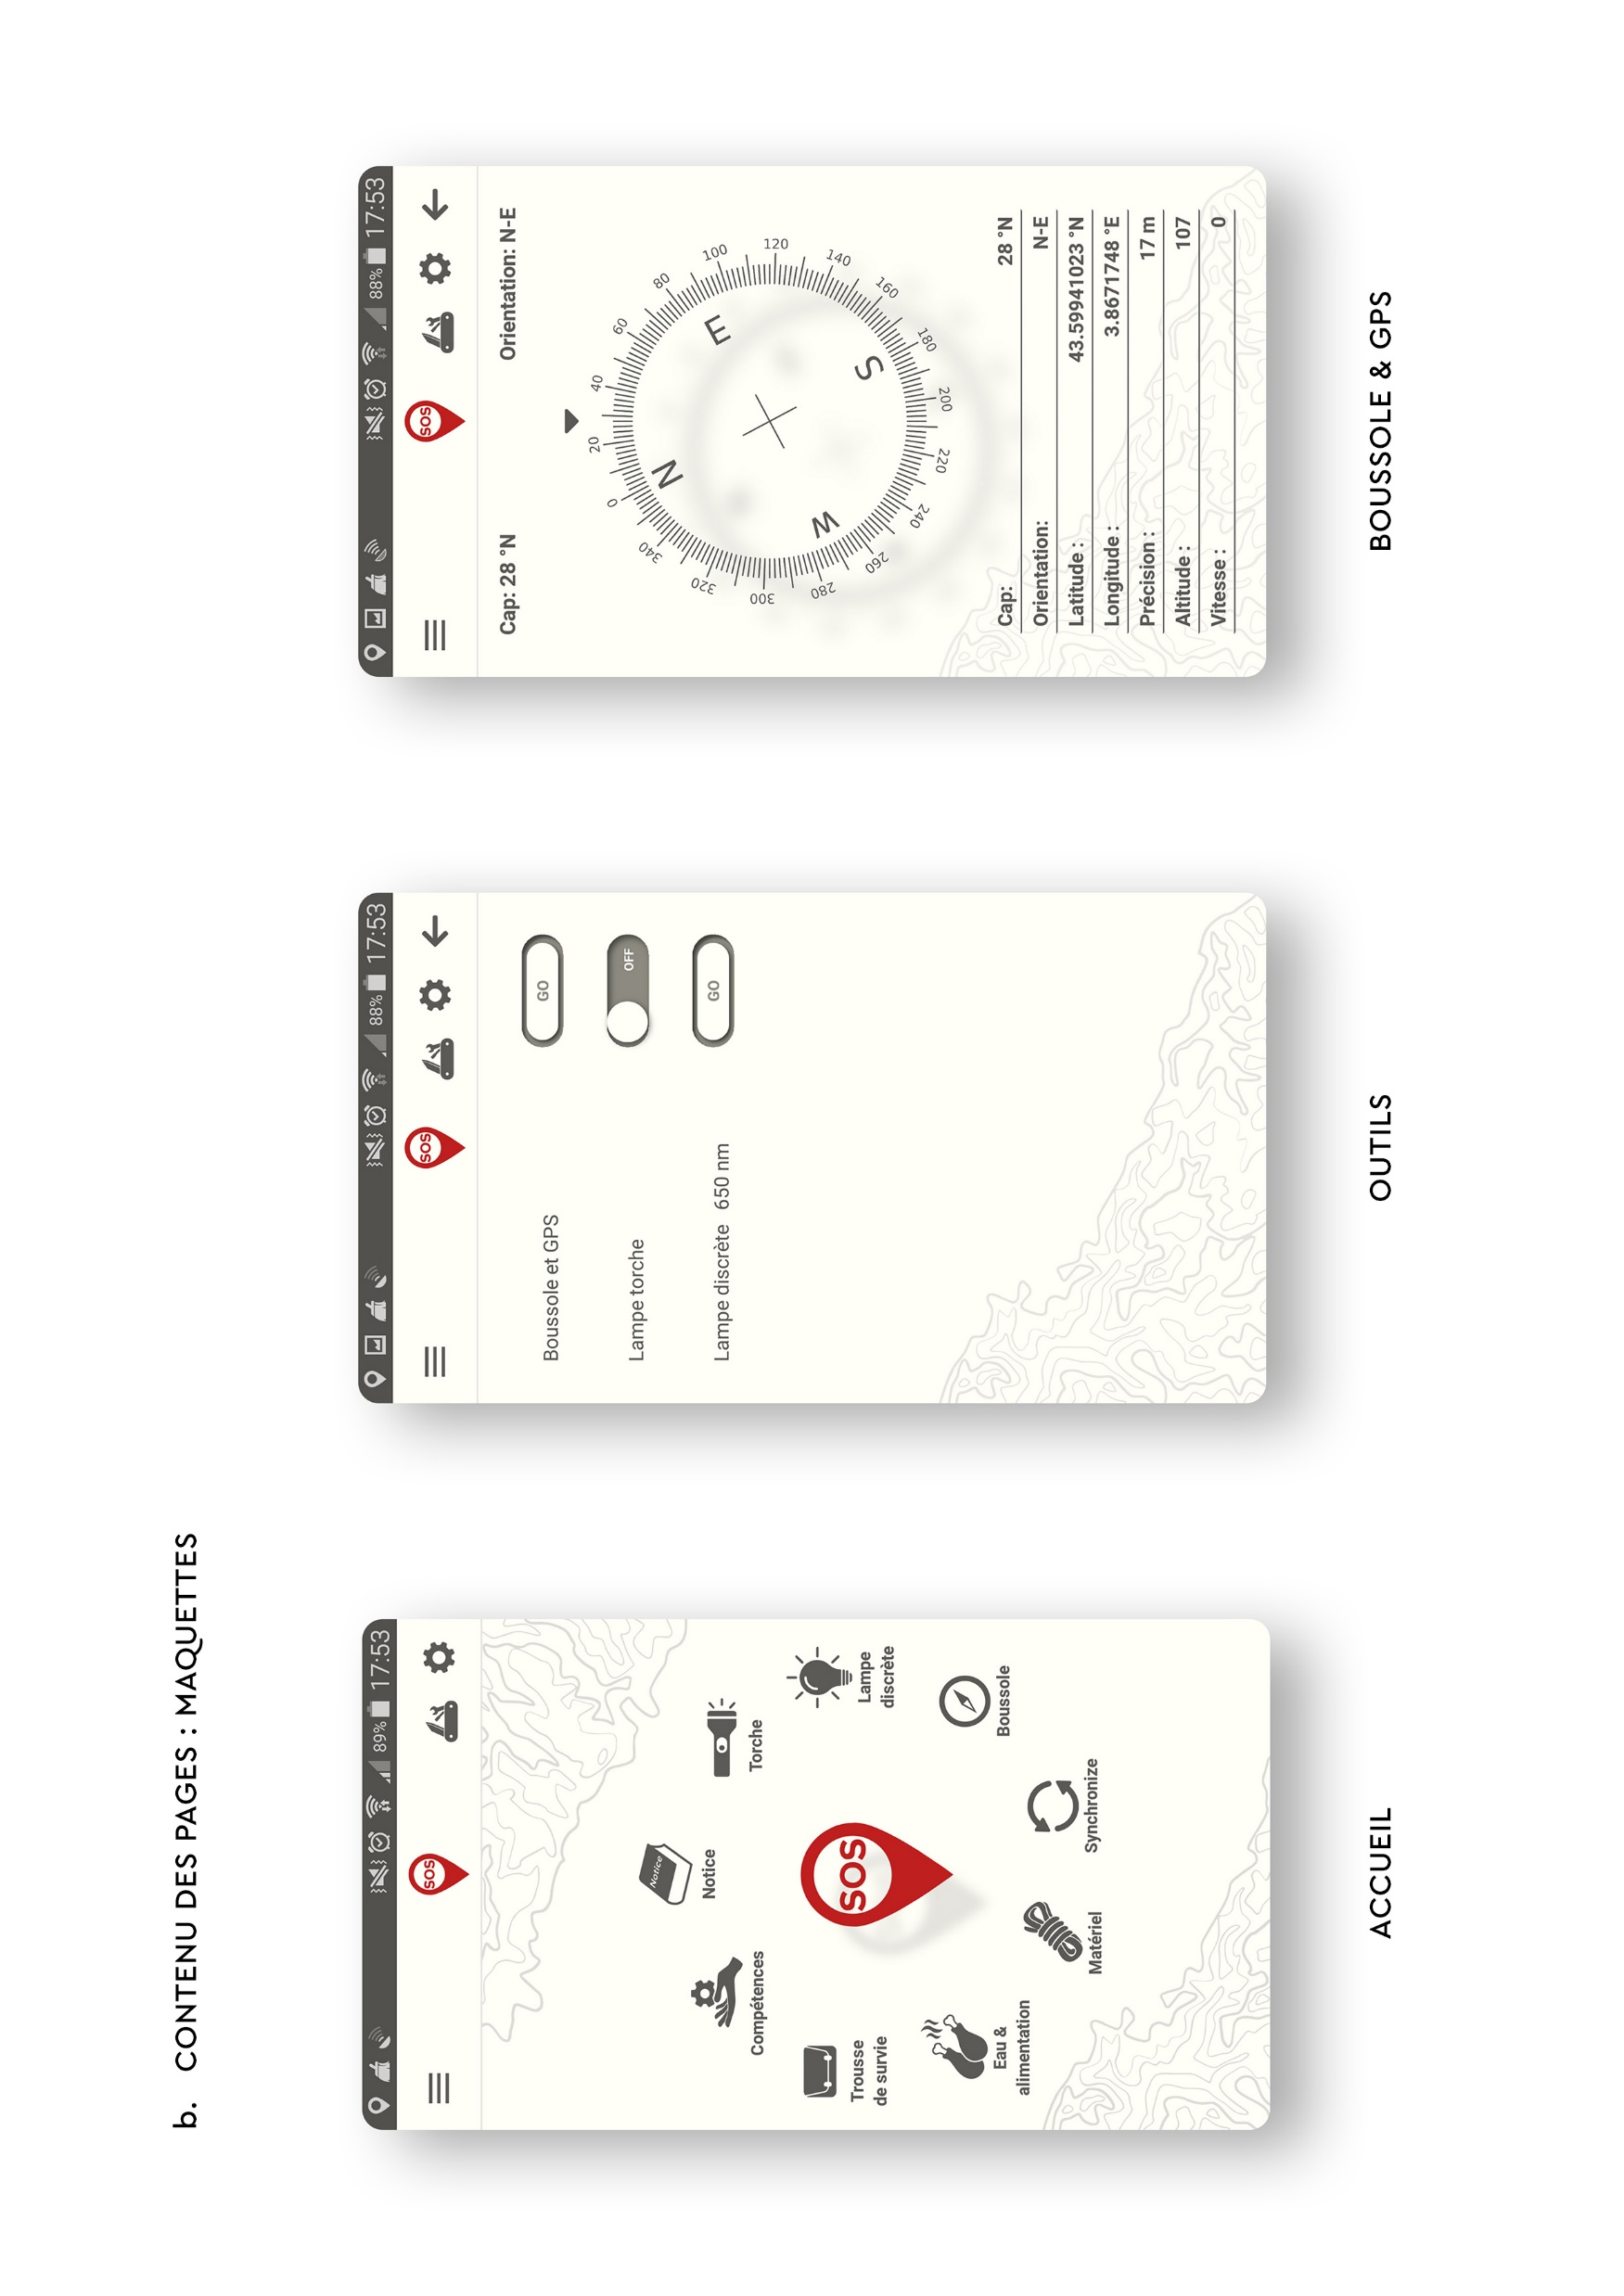 b. CONTENU DES PAGES : MAQUETTES
89% 17:53
SOS
Notice
Notice
Compétences
Torche
Trousse
de survie
SOS
Lampe
discrète
Eau &
alimentation
Boussole
Matériel
Synchronize
ACCUEIL
88% 17:53
SOS
Boussole et GPS GO
Lampe torche OFF
Lampe discrète 650 nm GO
OUTILS
88% 17:53
SOS
Cap: 28 °N Orientation: N-E
0 20 40 60 80 100 120 140 160 180 200 220 240 260 280 300 320 340
N E S W
Cap: 28 °N
Orientation: N-E
Latitude : 43.59941023 °N
Longitude : 3.8671748 °E
Précision : 17 m
Altitude : 107
Vitesse : 0
BOUSSOLE & GPS